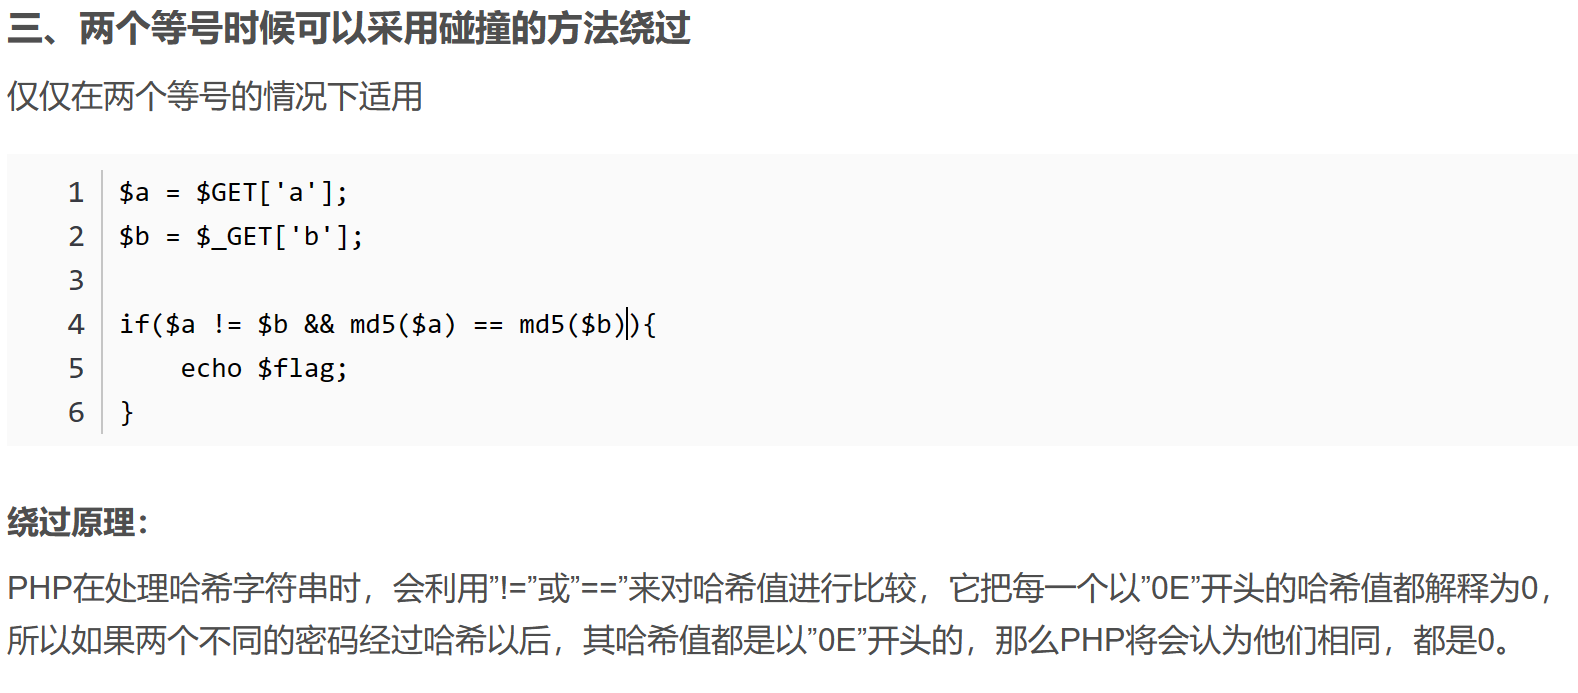 三、两个等号时候可以采用碰撞的方法绕过
仅仅在两个等号的情况下适用
1 $a = $GET['a'];
2 $b = $_GET['b'];
3
4 if($a != $b && md5($a) == md5($b)){
5     echo $flag;
6 }
绕过原理：
PHP在处理哈希字符串时，会利用”!=”或”==”来对哈希值进行比较，它把每一个以”0E”开头的哈希值都解释为0，
所以如果两个不同的密码经过哈希以后，其哈希值都是以”0E”开头的，那么PHP将会认为他们相同，都是0。